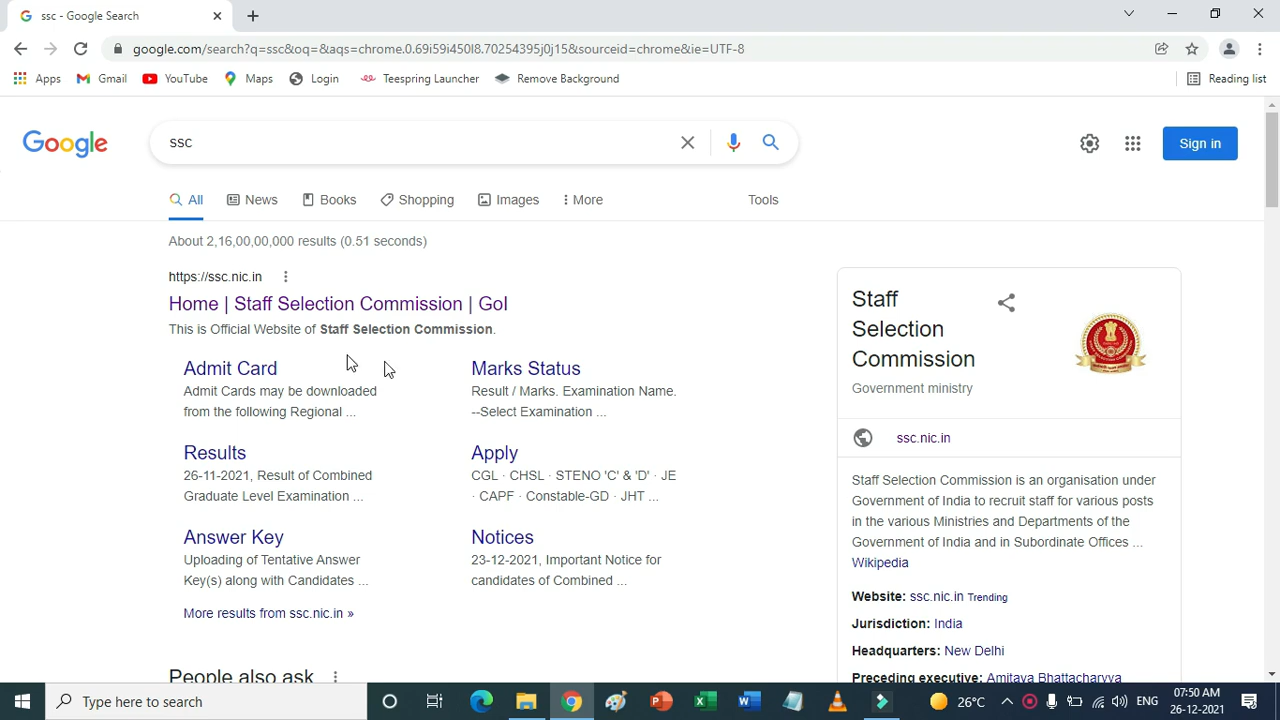 ssc - Google Search
google.com/search?q=ssc&oq=&aqs=chrome.0.69i59i450l8.70254395j0j15&sourceid=chrome&ie=UTF-8
Apps Gmail YouTube Maps Login Teespring Launcher Remove Background Reading list
Google ssc Sign in
All News Books Shopping Images More Tools
About 2,16,00,00,000 results (0.51 seconds)
https://ssc.nic.in
Home | Staff Selection Commission | GoI
This is Official Website of Staff Selection Commission.
Admit Card
Admit Cards may be downloaded
from the following Regional ...
Marks Status
Result / Marks. Examination Name.
--Select Examination ...
Results
26-11-2021, Result of Combined
Graduate Level Examination ...
Apply
CGL · CHSL · STENO 'C' & 'D' · JE
· CAPF · Constable-GD · JHT ...
Answer Key
Uploading of Tentative Answer
Key(s) along with Candidates ...
Notices
23-12-2021, Important Notice for
candidates of Combined ...
More results from ssc.nic.in »
People also ask
Staff
Selection
Commission
Government ministry
ssc.nic.in
Staff Selection Commission is an organisation under
Government of India to recruit staff for various posts
in the various Ministries and Departments of the
Government of India and in Subordinate Offices ...
Wikipedia
Website: ssc.nic.in Trending
Jurisdiction: India
Headquarters: New Delhi
Preceding executive: Amitava Bhattacharyya
Type here to search
26°C ENG 07:50 AM
26-12-2021